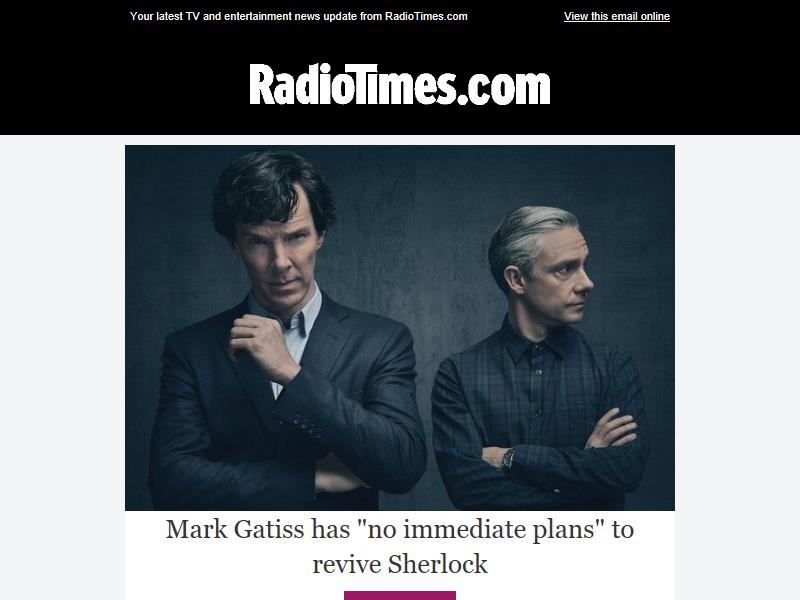 Your latest TV and entertainment news update from RadioTimes.com
View this email online
RadioTimes.com
Mark Gatiss has "no immediate plans" to
revive Sherlock